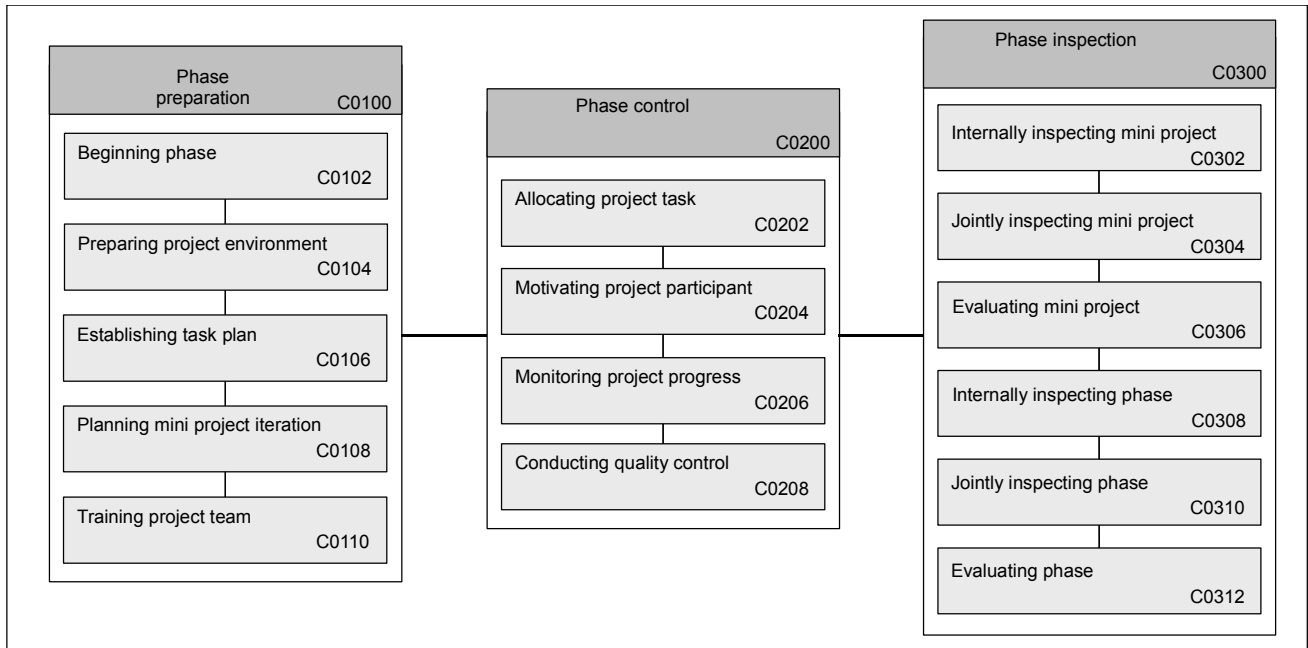 Phase
preparation
C0100
Beginning phase
C0102
Preparing project environment
C0104
Establishing task plan
C0106
Planning mini project iteration
C0108
Training project team
C0110
Phase control
C0200
Allocating project task
C0202
Motivating project participant
C0204
Monitoring project progress
C0206
Conducting quality control
C0208
Phase inspection
C0300
Internally inspecting mini project
C0302
Jointly inspecting mini project
C0304
Evaluating mini project
C0306
Internally inspecting phase
C0308
Jointly inspecting phase
C0310
Evaluating phase
C0312